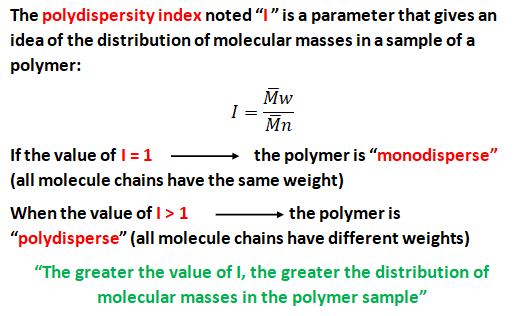 The polydispersity index noted “I ” is a parameter that gives an
idea of the distribution of molecular masses in a sample of a
polymer:
I = M̅w / M̅n
If the value of I = 1 ⟶ the polymer is “monodisperse”
(all molecule chains have the same weight)
When the value of I > 1 ⟶ the polymer is
“polydisperse” (all molecule chains have different weights)
“The greater the value of I, the greater the distribution of
molecular masses in the polymer sample”